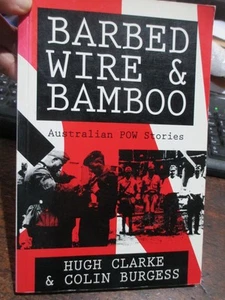 BARBED
WIRE &
BAMBOO
Australian POW Stories
HUGH CLARKE
& COLIN BURGESS